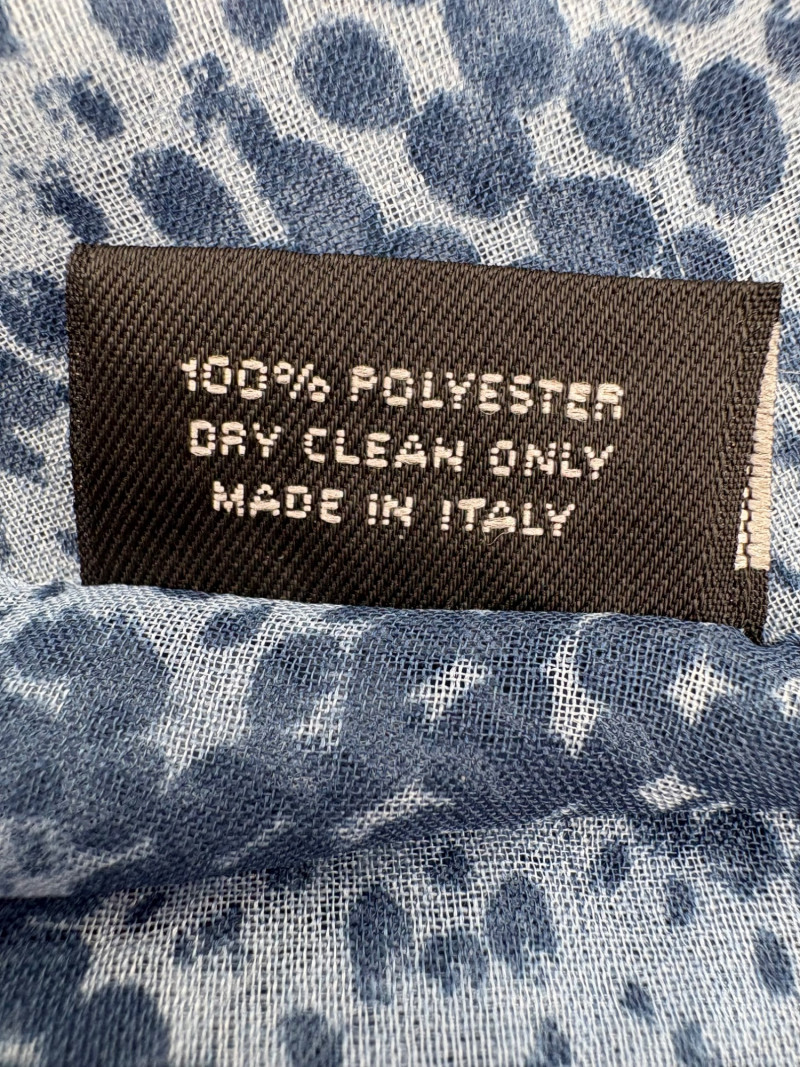 100% POLYESTER
DRY CLEAN ONLY
MADE IN ITALY